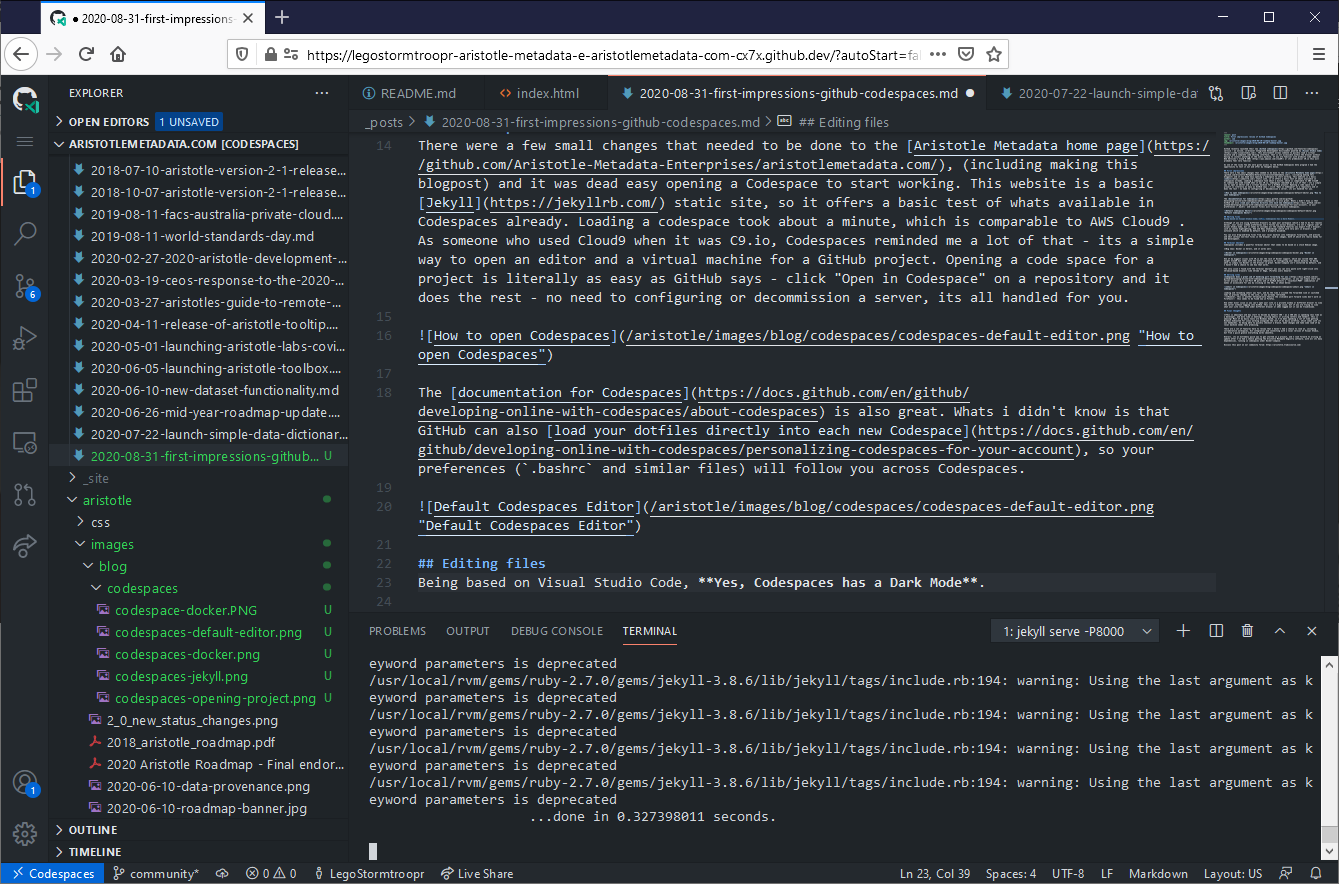 2020-08-31-first-impressions-
https://legostormtroopr-aristotle-metadata-e-aristotlemetadata-com-cx7x.github.dev/?autoStart=fal
EXPLORER
README.md
index.html
2020-08-31-first-impressions-github-codespaces.md
2020-07-22-launch-simple-da
OPEN EDITORS 1 UNSAVED
_posts > 2020-08-31-first-impressions-github-codespaces.md > ## Editing files
ARISTOTLEMETADATA.COM [CODESPACES]
2018-07-10-aristotle-version-2-1-release...
2018-10-07-aristotle-version-2-1-release...
2019-08-11-facs-australia-private-cloud...
2019-08-11-world-standards-day.md
2020-02-27-2020-aristotle-development-...
2020-03-19-ceos-response-to-the-2020-...
2020-03-27-aristotles-guide-to-remote-...
2020-04-11-release-of-aristotle-tooltip....
2020-05-01-launching-aristotle-labs-covi...
2020-06-05-launching-aristotle-toolbox....
2020-06-10-new-dataset-functionality.md
2020-06-26-mid-year-roadmap-update....
2020-07-22-launch-simple-data-dictionar...
2020-08-31-first-impressions-github... U
_site
aristotle
css
images
blog
codespaces
codespace-docker.PNG U
codespaces-default-editor.png U
codespaces-docker.png U
codespaces-jekyll.png U
codespaces-opening-project.png U
2_0_new_status_changes.png
2018_aristotle_roadmap.pdf
2020 Aristotle Roadmap - Final endor...
2020-06-10-data-provenance.png
2020-06-10-roadmap-banner.jpg
OUTLINE
TIMELINE
1
6
1
14 There were a few small changes that needed to be done to the [Aristotle Metadata home page](https:/
/github.com/Aristotle-Metadata-Enterprises/aristotlemetadata.com/), (including making this
blogpost) and it was dead easy opening a Codespace to start working. This website is a basic
[Jekyll](https://jekyllrb.com/) static site, so it offers a basic test of whats available in
Codespaces already. Loading a codespace took about a minute, which is comparable to AWS Cloud9 .
As someone who used Cloud9 when it was C9.io, Codespaces reminded me a lot of that - its a simple
way to open an editor and a virtual machine for a GitHub project. Opening a code space for a
project is literally as easy as GitHub says - click "Open in Codespace" on a repository and it
does the rest - no need to configuring or decommission a server, its all handled for you.
15
16 ![How to open Codespaces](/aristotle/images/blog/codespaces/codespaces-default-editor.png "How to
open Codespaces")
17
18 The [documentation for Codespaces](https://docs.github.com/en/github/
developing-online-with-codespaces/about-codespaces) is also great. Whats i didn't know is that
GitHub can also [load your dotfiles directly into each new Codespace](https://docs.github.com/en/
github/developing-online-with-codespaces/personalizing-codespaces-for-your-account), so your
preferences (`.bashrc` and similar files) will follow you across Codespaces.
19
20 ![Default Codespaces Editor](/aristotle/images/blog/codespaces/codespaces-default-editor.png
"Default Codespaces Editor")
21
22 ## Editing files
23 Being based on Visual Studio Code, **Yes, Codespaces has a Dark Mode**.
24
PROBLEMS OUTPUT DEBUG CONSOLE TERMINAL 1: jekyll serve -P8000
eyword parameters is deprecated
/usr/local/rvm/gems/ruby-2.7.0/gems/jekyll-3.8.6/lib/jekyll/tags/include.rb:194: warning: Using the last argument as k
eyword parameters is deprecated
/usr/local/rvm/gems/ruby-2.7.0/gems/jekyll-3.8.6/lib/jekyll/tags/include.rb:194: warning: Using the last argument as k
eyword parameters is deprecated
/usr/local/rvm/gems/ruby-2.7.0/gems/jekyll-3.8.6/lib/jekyll/tags/include.rb:194: warning: Using the last argument as k
eyword parameters is deprecated
/usr/local/rvm/gems/ruby-2.7.0/gems/jekyll-3.8.6/lib/jekyll/tags/include.rb:194: warning: Using the last argument as k
eyword parameters is deprecated
...done in 0.327398011 seconds.
Codespaces community* 0 0 LegoStormtroopr Live Share Ln 23, Col 39 Spaces: 4 UTF-8 LF Markdown Layout: US